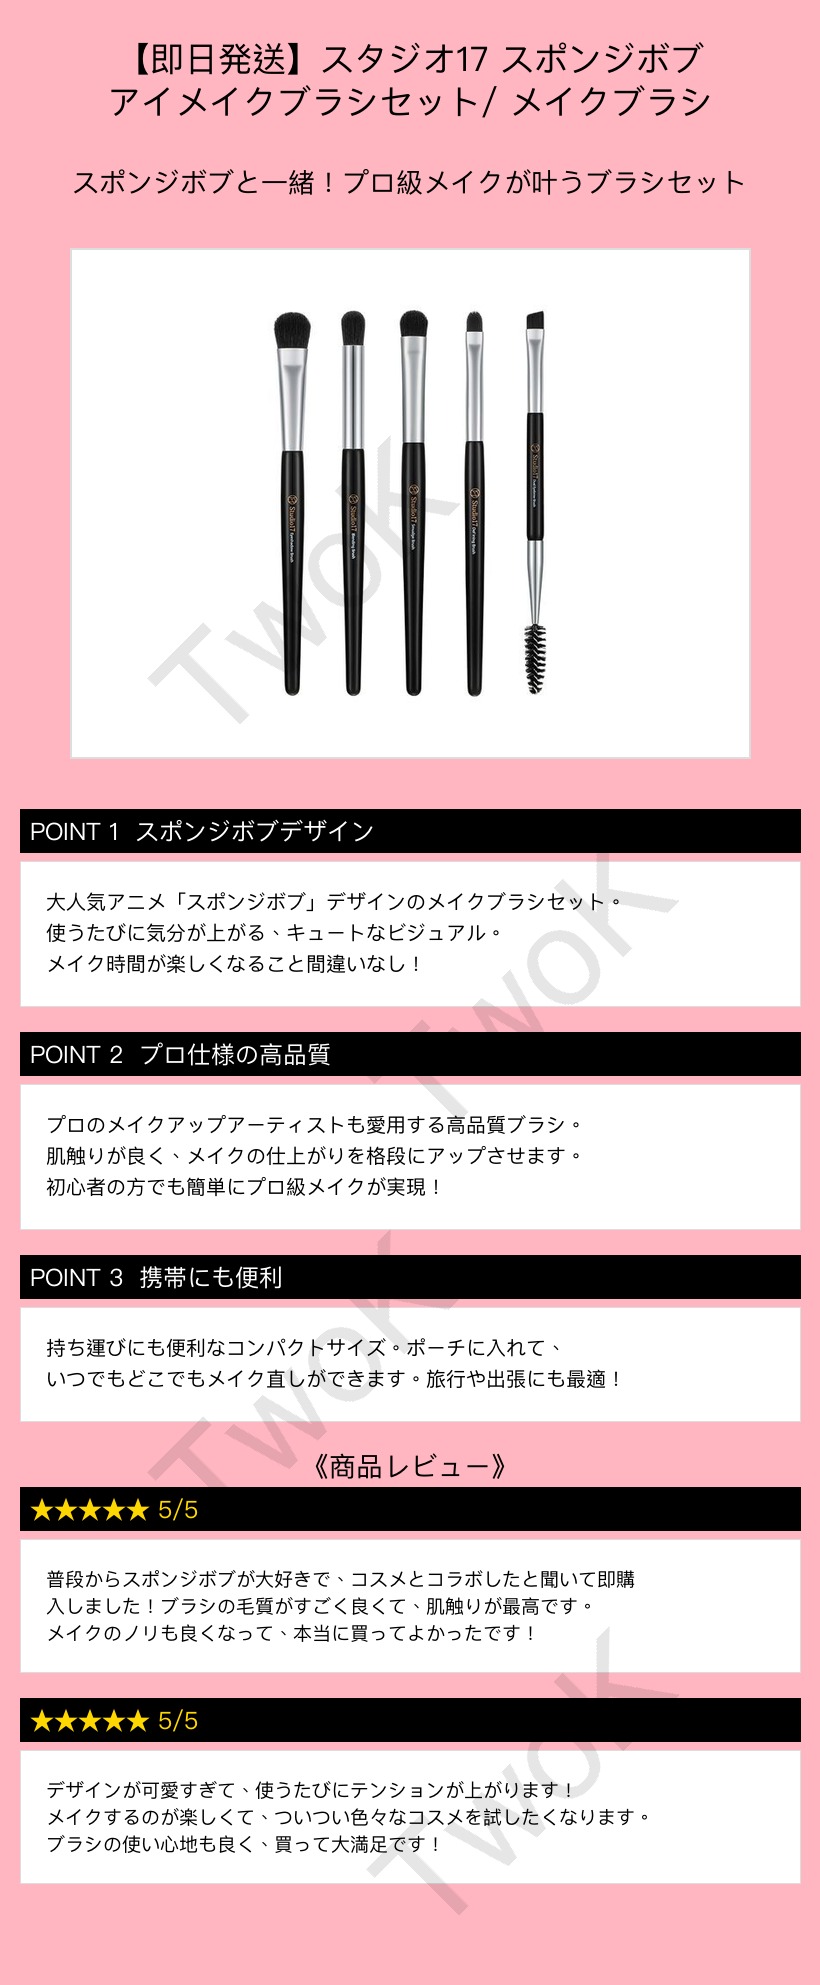 【即日発送】スタジオ17 スポンジボブ
アイメイクブラシセット/ メイクブラシ
スポンジボブと一緒！プロ級メイクが叶うブラシセット
Studio17 Eyeshadow Brush
Studio17 Blending Brush
Studio17 Smudge Brush
Studio17
Studio17
TwoK
POINT 1 スポンジボブデザイン
大人気アニメ「スポンジボブ」デザインのメイクブラシセット。
使うたびに気分が上がる、キュートなビジュアル。
メイク時間が楽しくなること間違いなし！
TwoK
POINT 2 プロ仕様の高品質
プロのメイクアップアーティストも愛用する高品質ブラシ。
肌触りが良く、メイクの仕上がりを格段にアップさせます。
初心者の方でも簡単にプロ級メイクが実現！
POINT 3 携帯にも便利
持ち運びにも便利なコンパクトサイズ。ポーチに入れて、
いつでもどこでもメイク直しができます。旅行や出張にも最適！
TwoK
《商品レビュー》
★★★★★ 5/5
普段からスポンジボブが大好きで、コスメとコラボしたと聞いて即購
入しました！ブラシの毛質がすごく良くて、肌触りが最高です。
メイクのノリも良くなって、本当に買ってよかったです！
★★★★★ 5/5
デザインが可愛すぎて、使うたびにテンションが上がります！
メイクするのが楽しくて、ついつい色々なコスメを試したくなります。
ブラシの使い心地も良く、買って大満足です！
TwoK